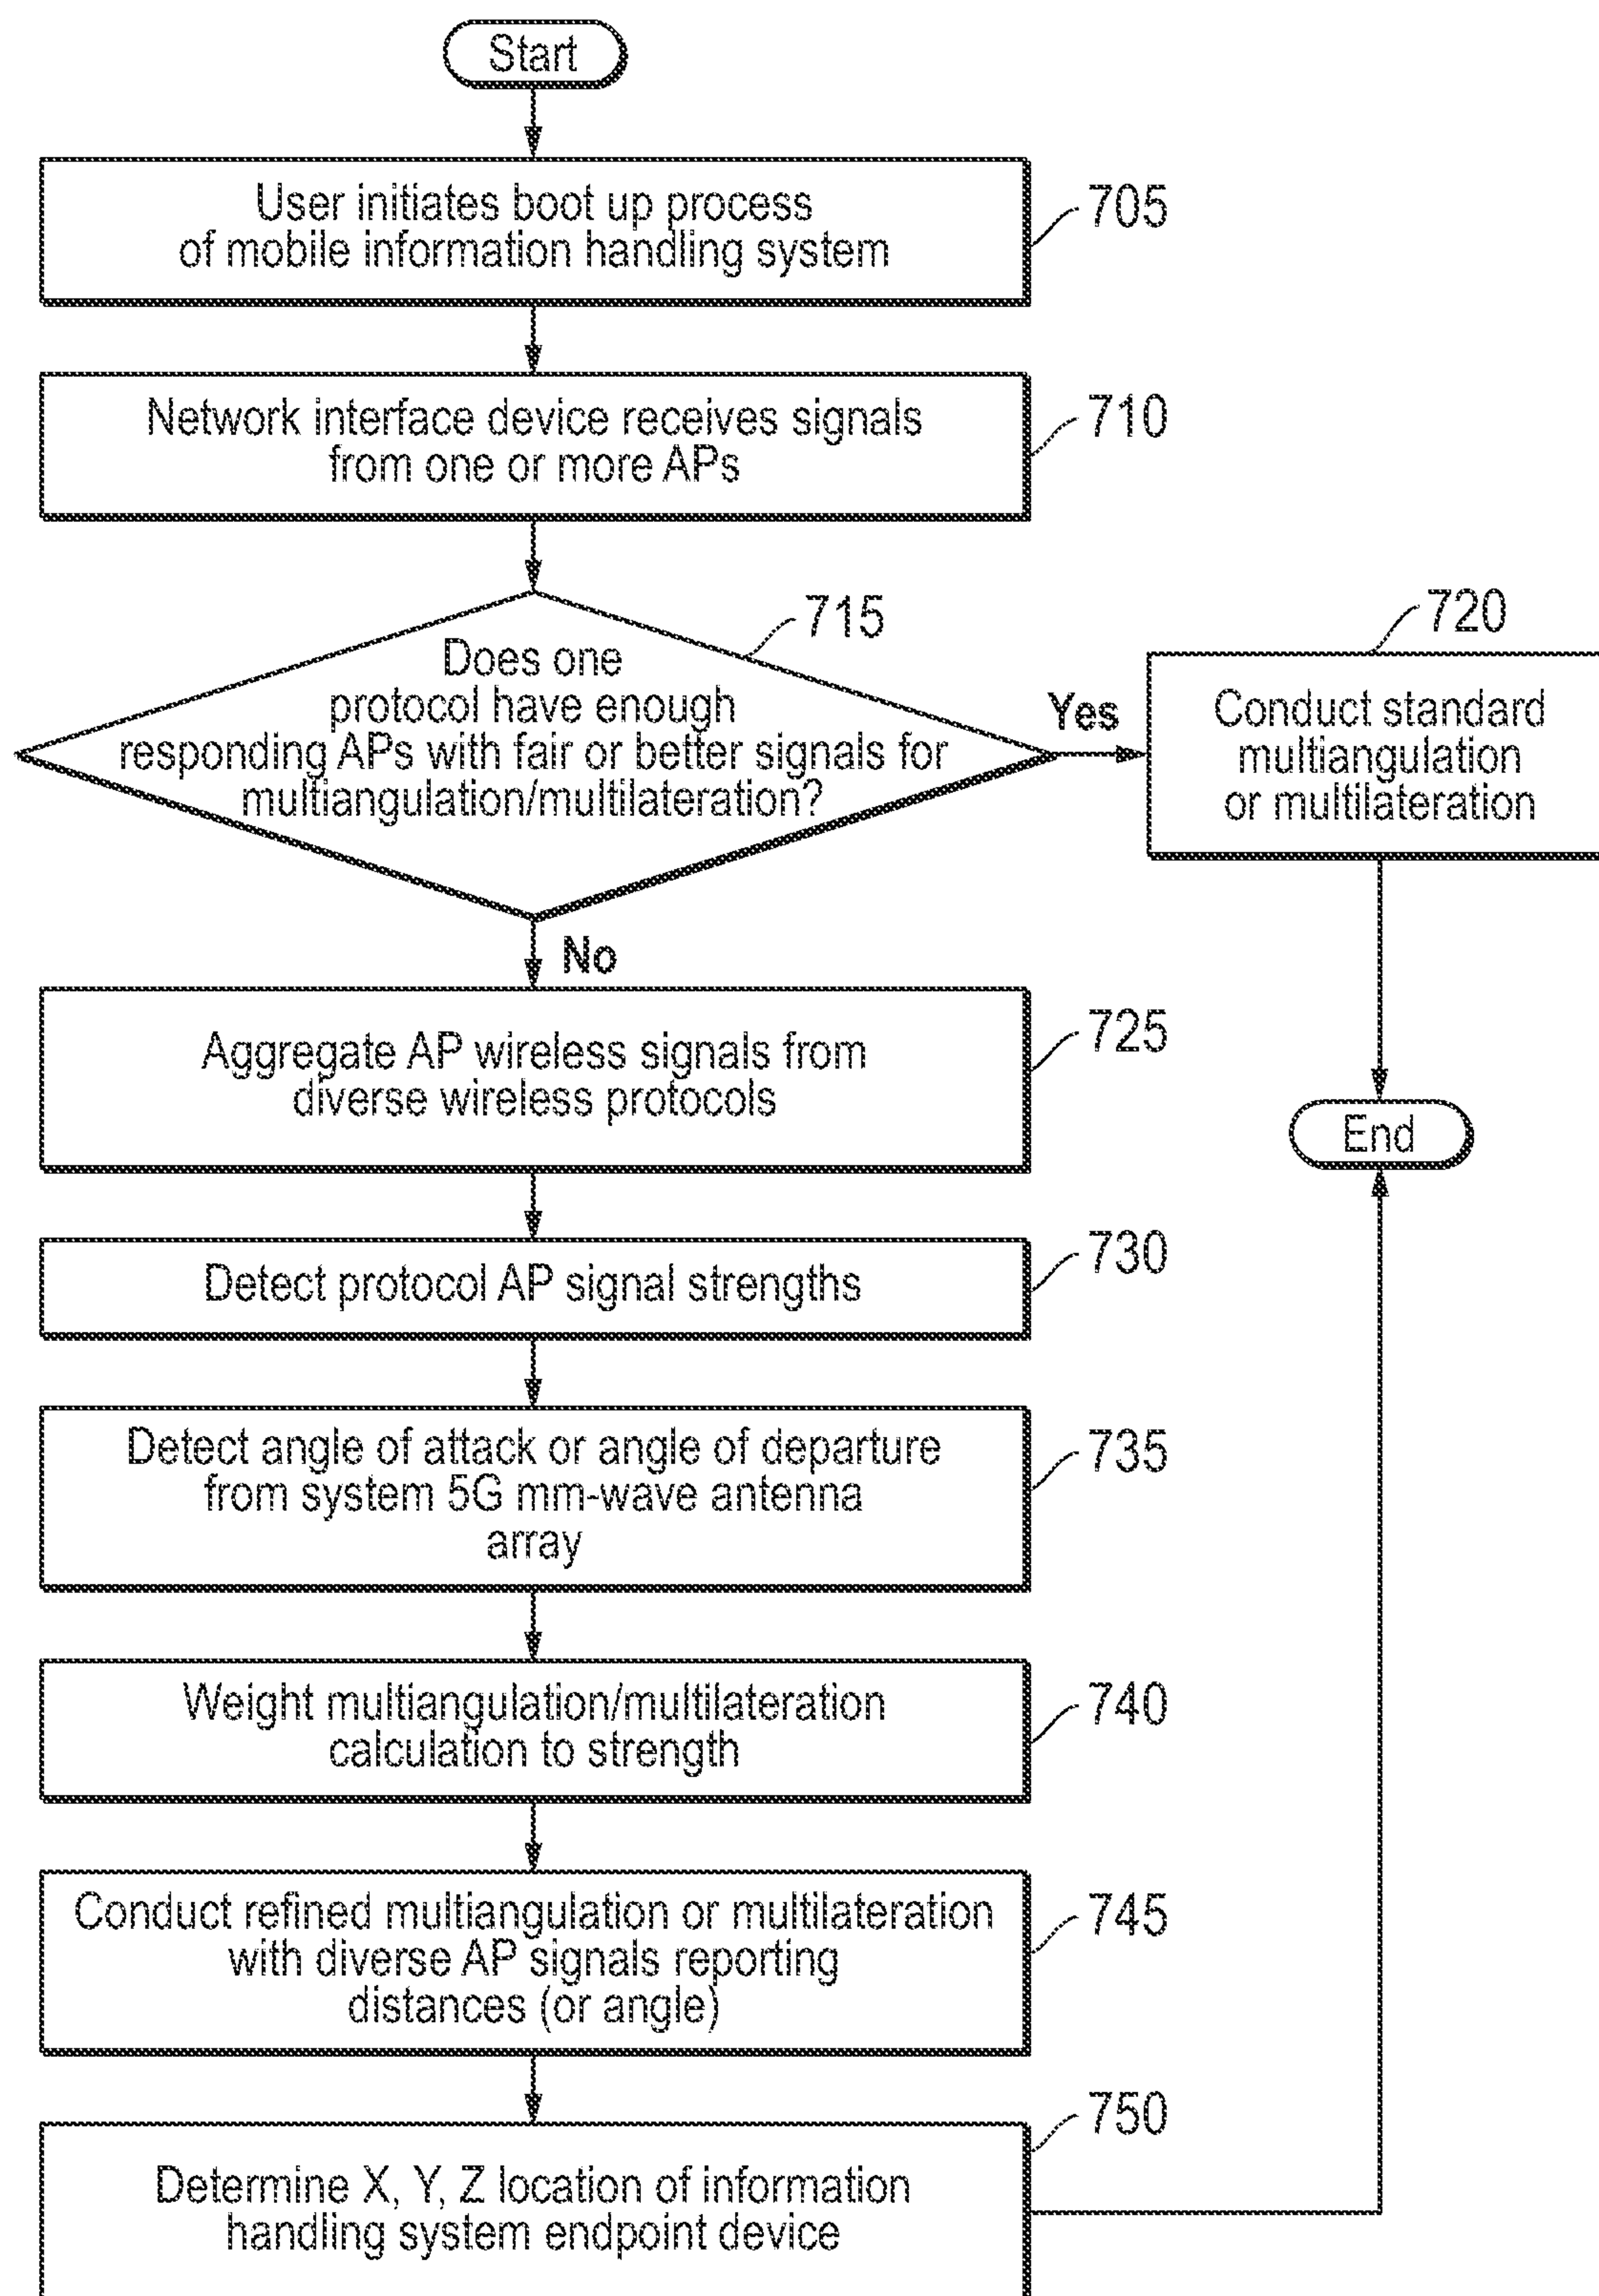 Start
User initiates boot up process
of mobile information handling system
705
Network interface device receives signals
from one or more APs
710
715
Does one
protocol have enough
responding APs with fair or better signals for
multiangulation/multilateration?
Yes
720
Conduct standard
multiangulation
or multilateration
No
Aggregate AP wireless signals from
diverse wireless protocols
725
End
Detect protocol AP signal strengths
730
Detect angle of attack or angle of departure
from system 5G mm-wave antenna
array
735
Weight multiangulation/multilateration
calculation to strength
740
Conduct refined multiangulation or multilateration
with diverse AP signals reporting
distances (or angle)
745
Determine X, Y, Z location of information
handling system endpoint device
750